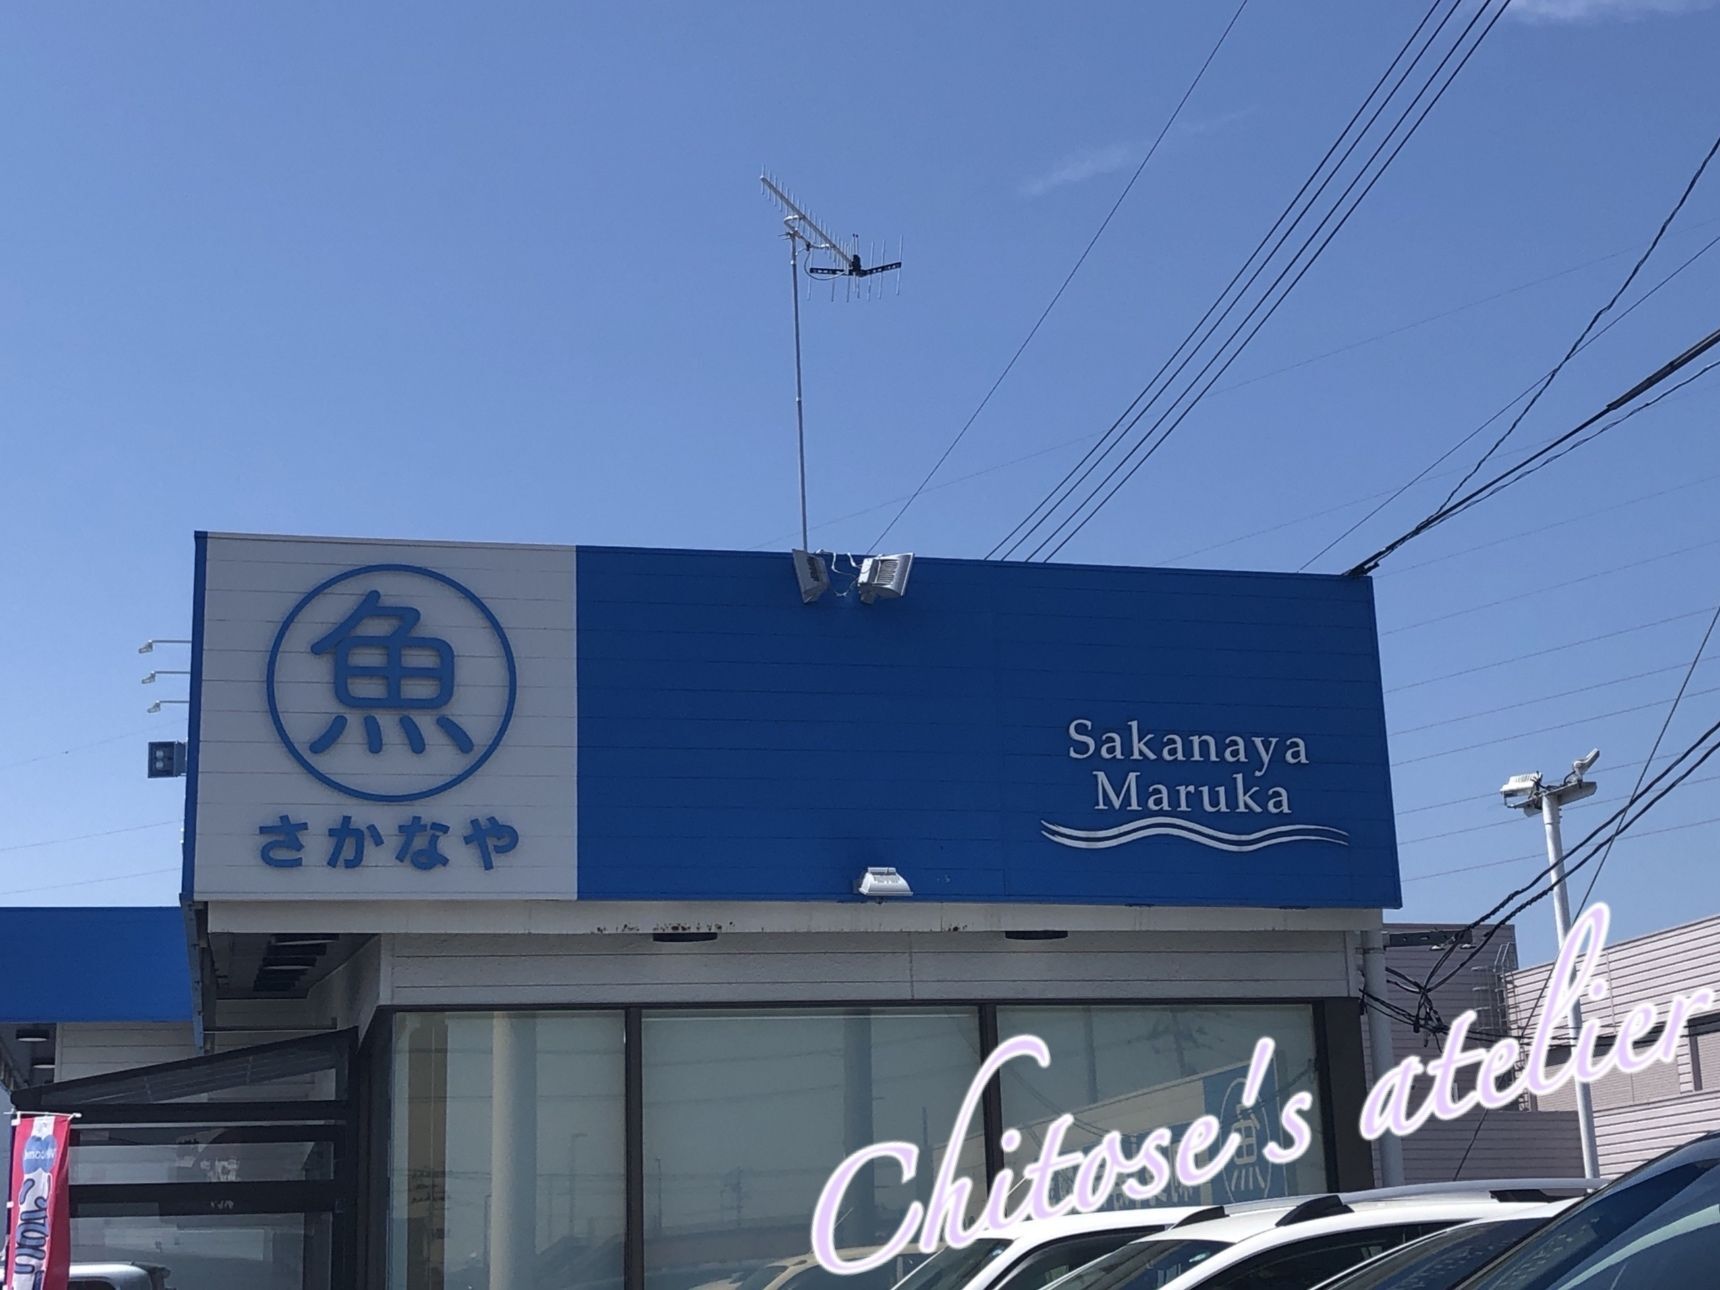 魚
さかなや
Sakanaya
Maruka
Chitose's atelier